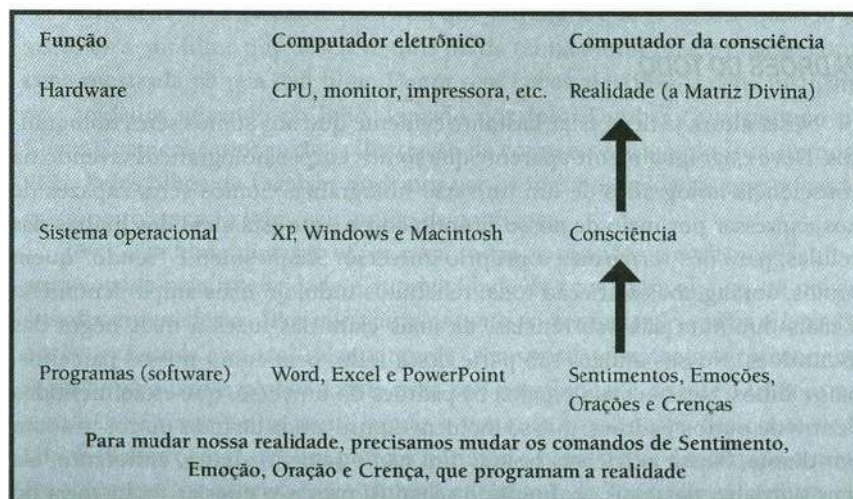 Função Computador eletrônico Computador da consciência
Hardware CPU, monitor, impressora, etc. Realidade (a Matriz Divina)
Sistema operacional XP, Windows e Macintosh Consciência
Programas (software) Word, Excel e PowerPoint Sentimentos, Emoções,
Orações e Crenças
Para mudar nossa realidade, precisamos mudar os comandos de Sentimento,
Emoção, Oração e Crença, que programam a realidade